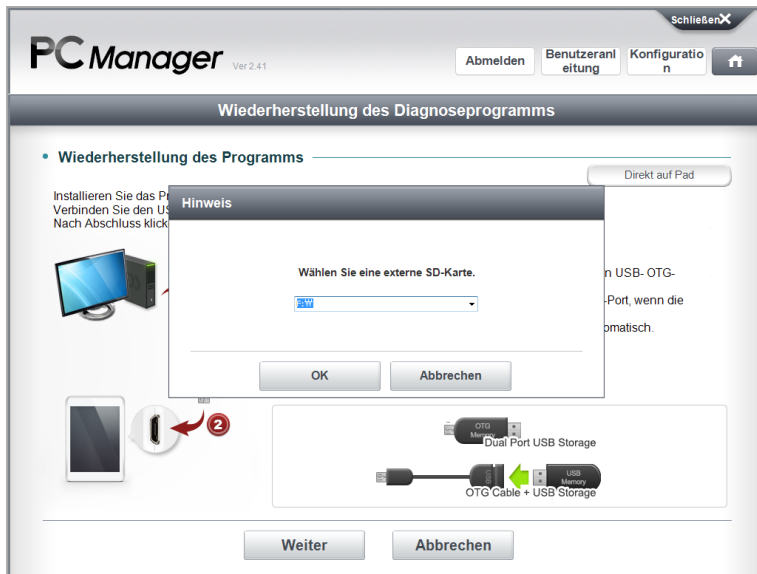 Schließen X
PC Manager Ver 2.41
Abmelden
Benutzeranl
eitung
Konfiguratio
n
Wiederherstellung des Diagnoseprogramms
• Wiederherstellung des Programms
Direkt auf Pad
Installieren Sie das P
Verbinden Sie den US
Nach Abschluss klick
Hinweis
Wählen Sie eine externe SD-Karte.
OK
Abbrechen
n USB- OTG-
-Port, wenn die
omatisch.
2
OTG
Memory
Dual Port USB Storage
USB
USB
Memory
OTG Cable + USB Storage
Weiter
Abbrechen